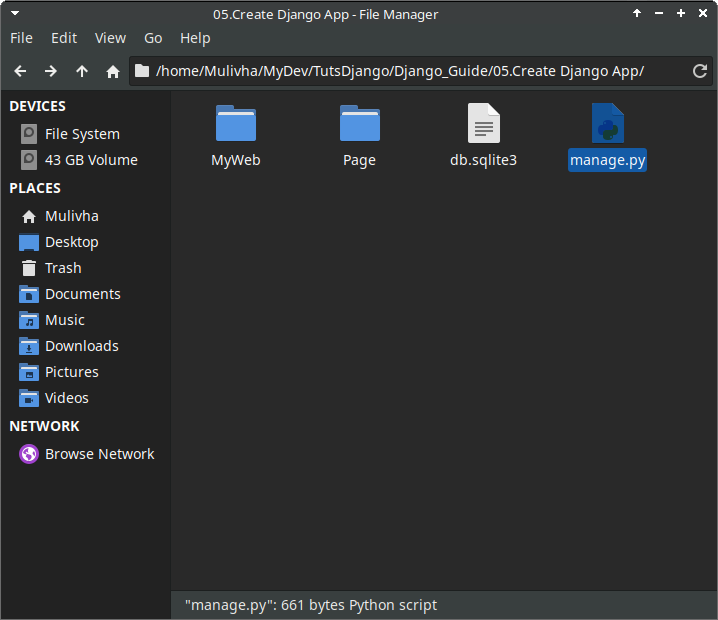 05.Create Django App - File Manager
File Edit View Go Help
/home/Mulivha/MyDev/TutsDjango/Django_Guide/05.Create Django App/
DEVICES
File System
43 GB Volume
PLACES
Mulivha
Desktop
Trash
Documents
Music
Downloads
Pictures
Videos
NETWORK
Browse Network
MyWeb Page db.sqlite3 manage.py
"manage.py": 661 bytes Python script